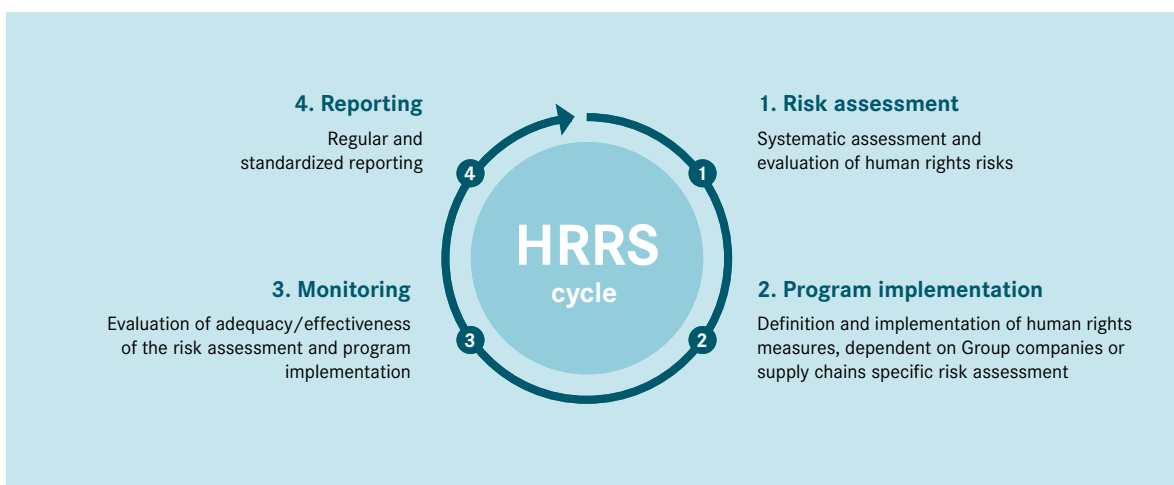 4. Reporting
Regular and
standardized reporting
1. Risk assessment
Systematic assessment and
evaluation of human rights risks
4
1
HRRS
cycle
3. Monitoring
Evaluation of adequacy/effectiveness
of the risk assessment and program
implementation
2. Program implementation
Definition and implementation of human rights
measures, dependent on Group companies or
supply chains specific risk assessment
3
2